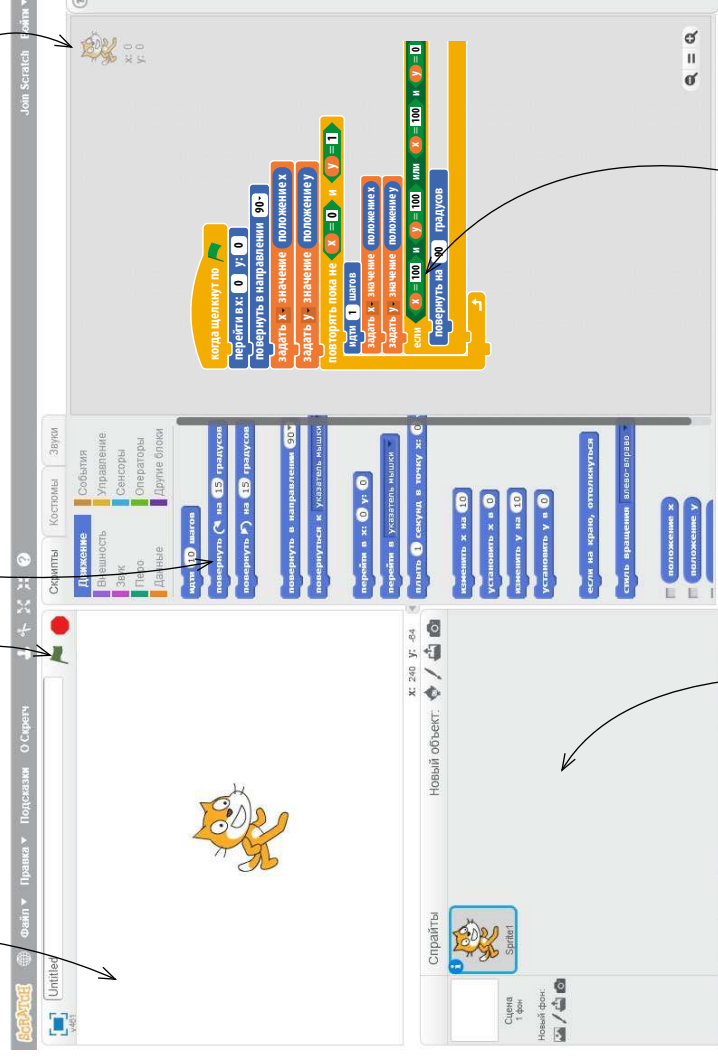 SCRATCH
Файл Правка Подсказки О Скретч
Join Scratch Войти
v461
Untitled
x: 240 y: -64
Спрайты
Новый объект:
Сцена
1 фон
Новый фон:
Sprite1
Скрипты Костюмы Звуки
Движение
Внешность
Звук
Перо
Данные
События
Управление
Сенсоры
Операторы
Другие блоки
идти 10 шагов
повернуть на 15 градусов
повернуть на 15 градусов
повернуть в направлении 90
повернуться к указатель мышки
перейти в x: 0 y: 0
перейти в указатель мышки
плыть 1 секунд в точку x: 0
изменить x на 10
установить x в 0
изменить y на 10
установить y в 0
если на краю, оттолкнуться
стиль вращения влево-вправо
положение x
положение y
x: 0
y: 0
когда щелкнут по
перейти в x: 0 y: 0
повернуть в направлении 90-
задать x значение положение x
задать y значение положение y
повторять пока не x = 0 и y = 1
идти 1 шагов
задать x значение положение x
задать y значение положение y
если x = 100 и y = 100 или x = 100 и y = 0
повернуть на 90 градусов